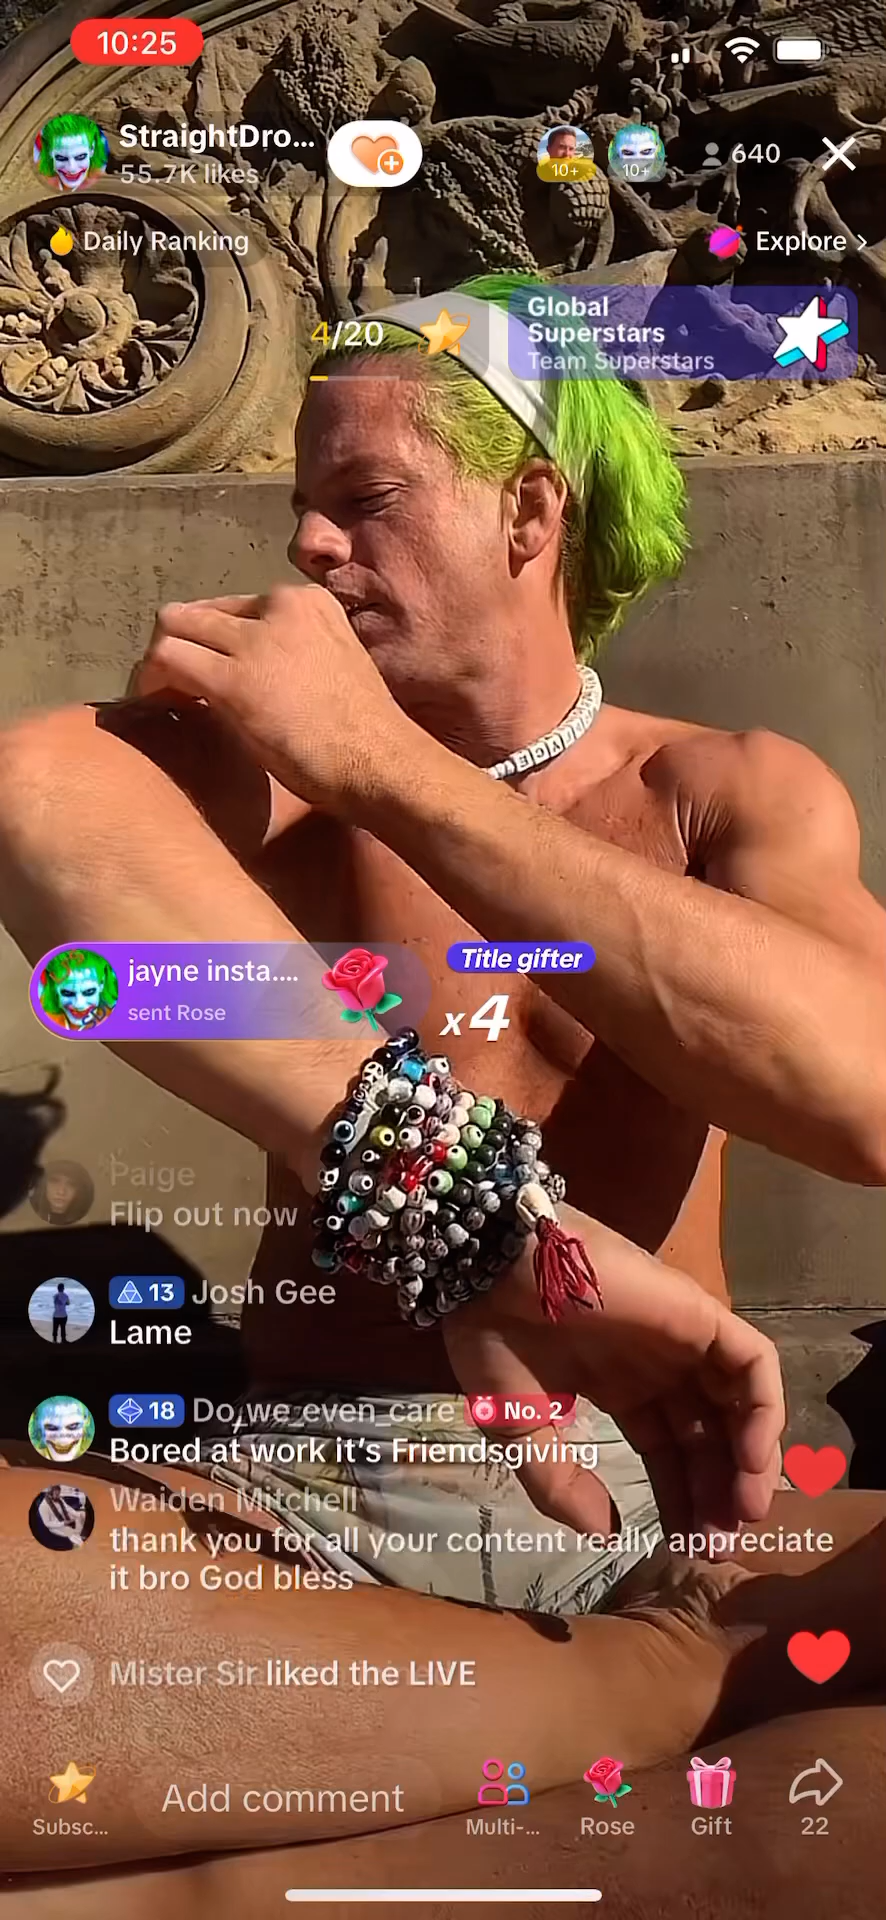 10:25
StraightDro...
55.7K likes
10+
10+
640
Daily Ranking
Explore >
4/20
Global
Superstars
Team Superstars
jayne insta....
sent Rose
Title gifter
x4
Paige
Flip out now
13 Josh Gee
Lame
18 Do,we_even_care No. 2
Bored at work it's Friendsgiving
Waiden Mitchell
thank you for all your content really appreciate
it bro God bless
Mister Sir liked the LIVE
Subsc...
Add comment
Multi-...
Rose
Gift
22